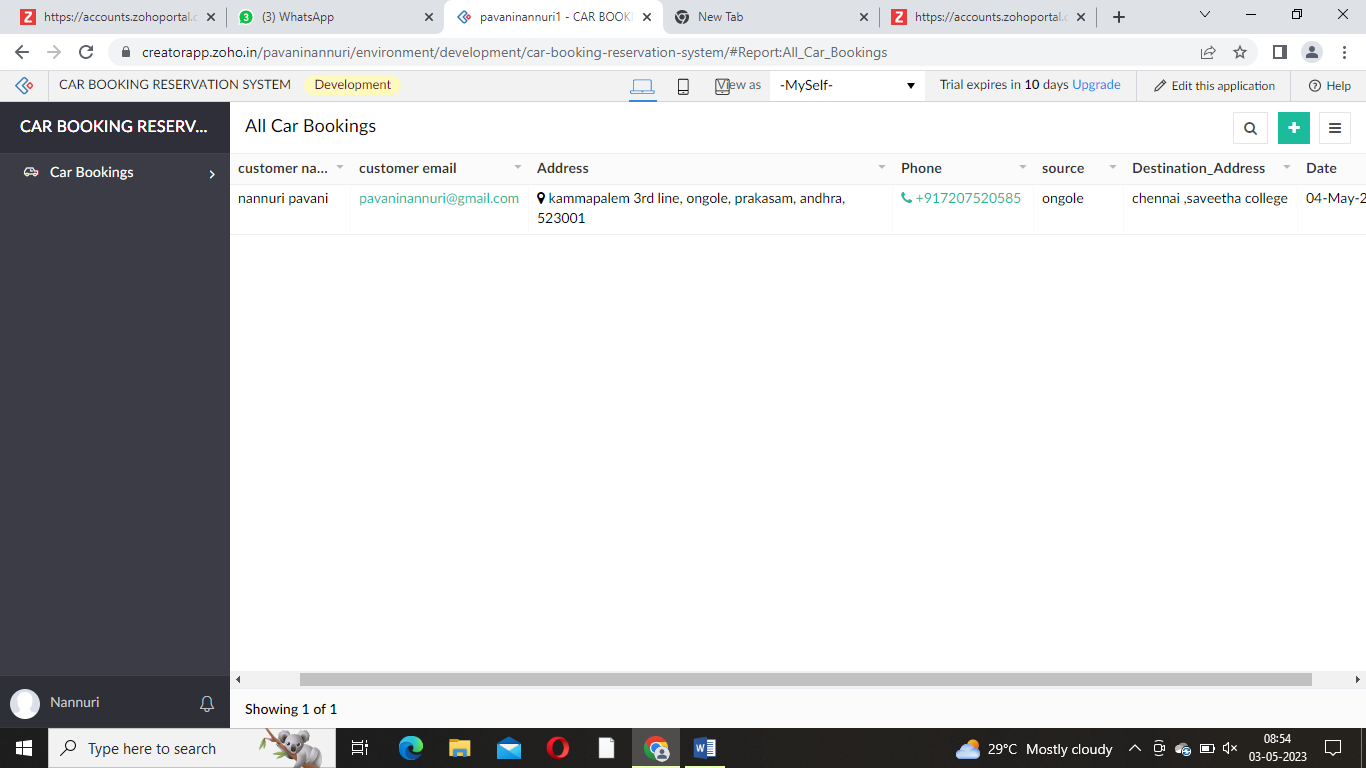 https://accounts.zohoportal.c
(3) WhatsApp
pavaninannuri1 - CAR BOOKI
New Tab
https://accounts.zohoportal.c
creatorapp.zoho.in/pavaninannuri/environment/development/car-booking-reservation-system/#Report:All_Car_Bookings
CAR BOOKING RESERVATION SYSTEM Development View as -MySelf- Trial expires in 10 days Upgrade Edit this application Help
CAR BOOKING RESERV...
All Car Bookings
Car Bookings
customer na... customer email Address Phone source Destination_Address Date
nannuri pavani pavaninannuri@gmail.com kammapalem 3rd line, ongole, prakasam, andhra, +917207520585 ongole chennai ,saveetha college 04-May-2
523001
Nannuri
Showing 1 of 1
Type here to search
29°C Mostly cloudy
08:54
03-05-2023